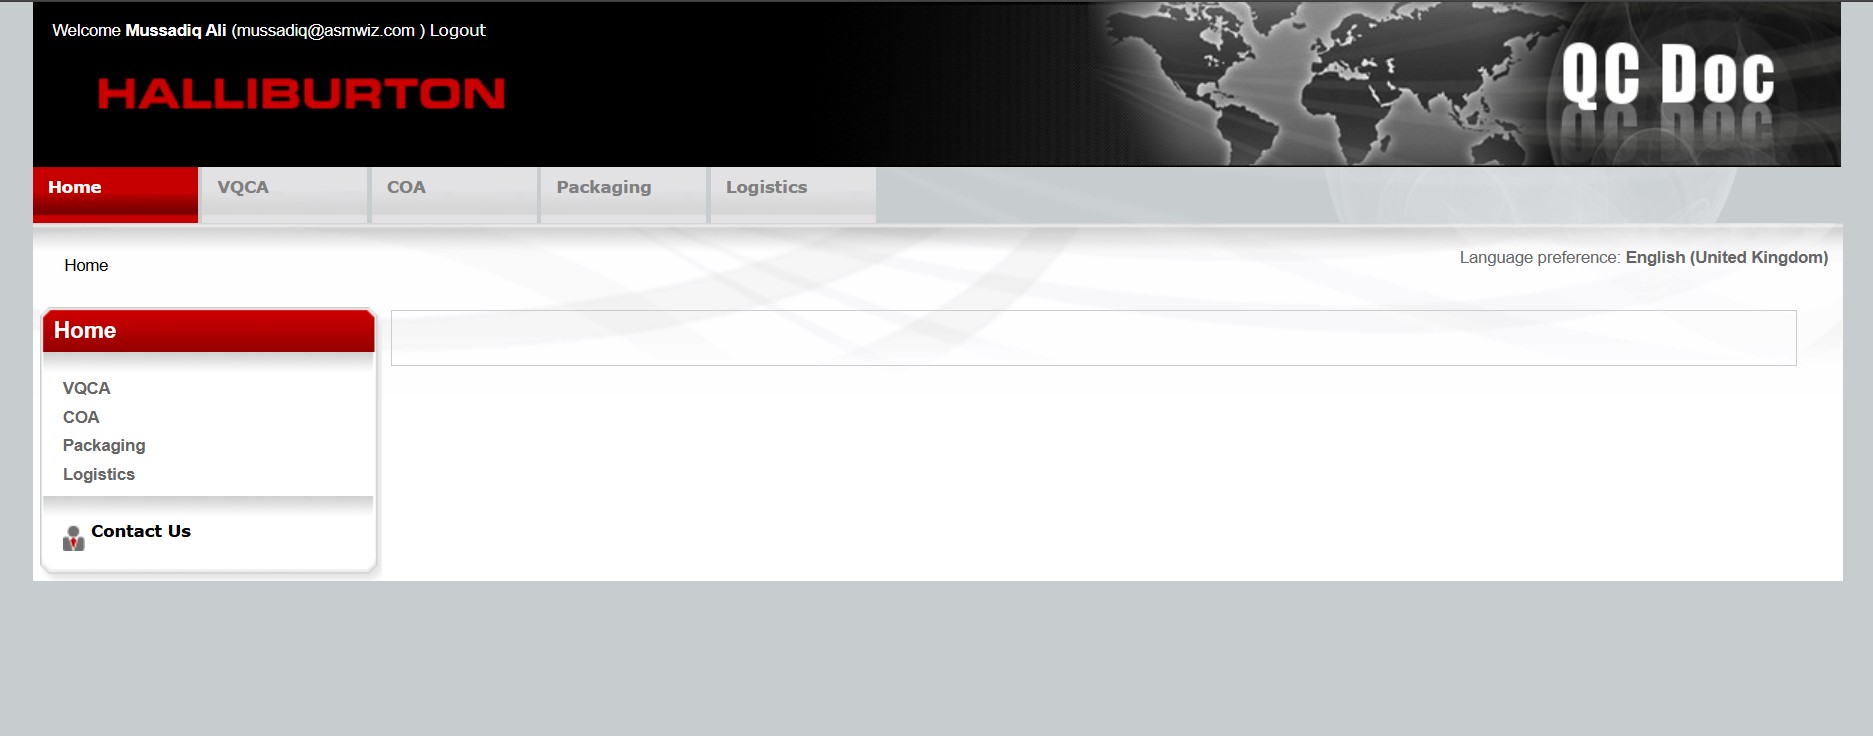 Welcome Mussadiq Ali (mussadiq@asmwiz.com ) Logout
HALLIBURTON
QC Doc
Home VQCA COA Packaging Logistics
Language preference: English (United Kingdom)
Home
Home
VQCA
COA
Packaging
Logistics
Contact Us